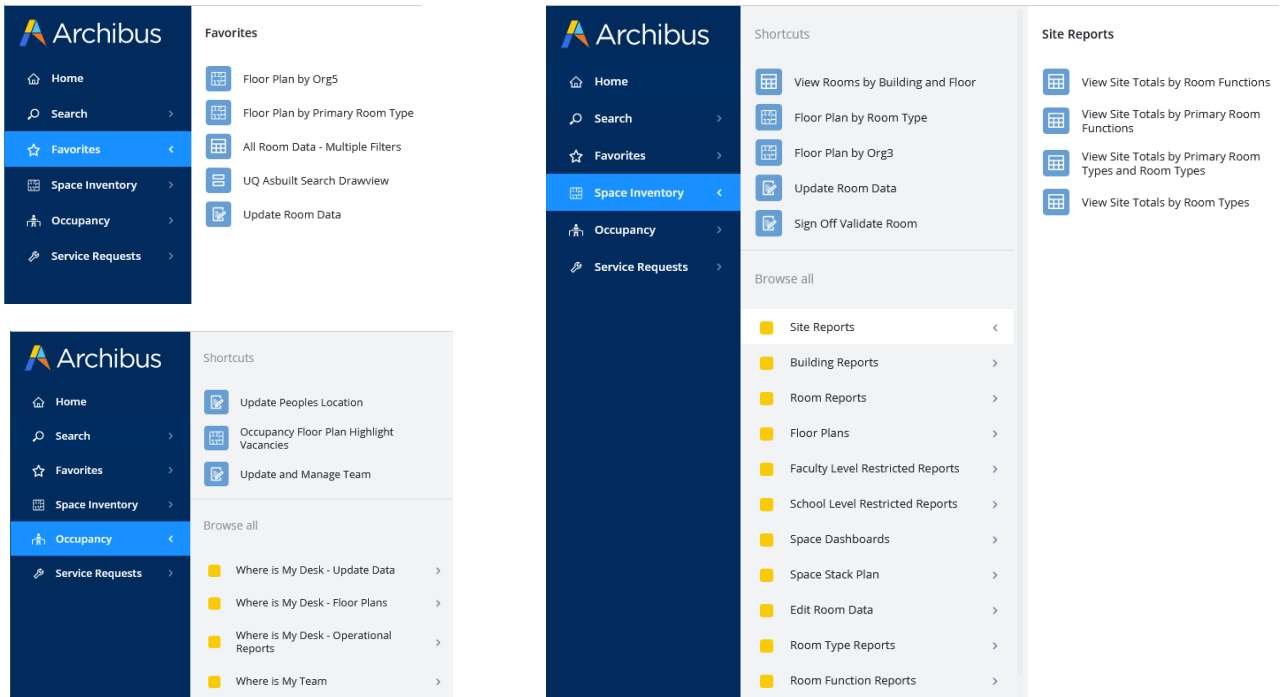 Archibus
Home
Search
Favorites
Space Inventory
Occupancy
Service Requests
Favorites
Floor Plan by Org5
Floor Plan by Primary Room Type
All Room Data - Multiple Filters
UQ Asbuilt Search Drawview
Update Room Data
Archibus
Home
Search
Favorites
Space Inventory
Occupancy
Service Requests
Shortcuts
Update Peoples Location
Occupancy Floor Plan Highlight
Vacancies
Update and Manage Team
Browse all
Where is My Desk - Update Data
Where is My Desk - Floor Plans
Where is My Desk - Operational
Reports
Where is My Team
Archibus
Home
Search
Favorites
Space Inventory
Occupancy
Service Requests
Shortcuts
View Rooms by Building and Floor
Floor Plan by Room Type
Floor Plan by Org3
Update Room Data
Sign Off Validate Room
Browse all
Site Reports
Building Reports
Room Reports
Floor Plans
Faculty Level Restricted Reports
School Level Restricted Reports
Space Dashboards
Space Stack Plan
Edit Room Data
Room Type Reports
Room Function Reports
Site Reports
View Site Totals by Room Functions
View Site Totals by Primary Room
Functions
View Site Totals by Primary Room
Types and Room Types
View Site Totals by Room Types